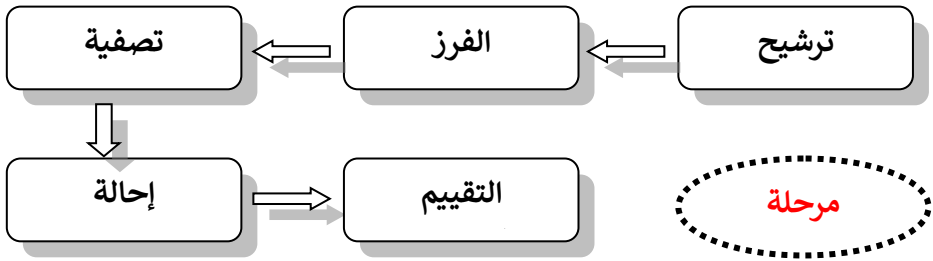 ترشيح
الفرز
تصفية
إحالة
التقييم
مرحلة